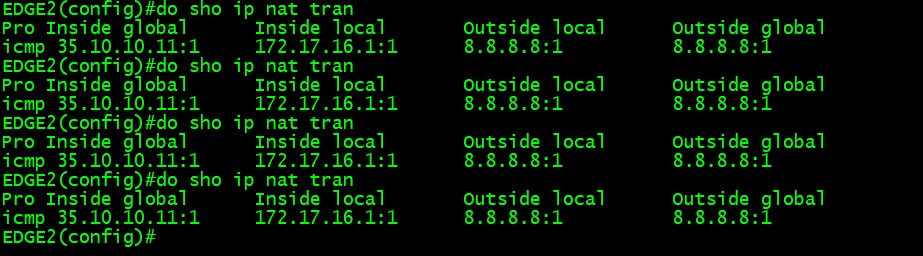 EDGE2(config)#do sho ip nat tran
Pro Inside global Inside local Outside local Outside global
icmp 35.10.10.11:1 172.17.16.1:1 8.8.8.8:1 8.8.8.8:1
EDGE2(config)#do sho ip nat tran
Pro Inside global Inside local Outside local Outside global
icmp 35.10.10.11:1 172.17.16.1:1 8.8.8.8:1 8.8.8.8:1
EDGE2(config)#do sho ip nat tran
Pro Inside global Inside local Outside local Outside global
icmp 35.10.10.11:1 172.17.16.1:1 8.8.8.8:1 8.8.8.8:1
EDGE2(config)#do sho ip nat tran
Pro Inside global Inside local Outside local Outside global
icmp 35.10.10.11:1 172.17.16.1:1 8.8.8.8:1 8.8.8.8:1
EDGE2(config)#